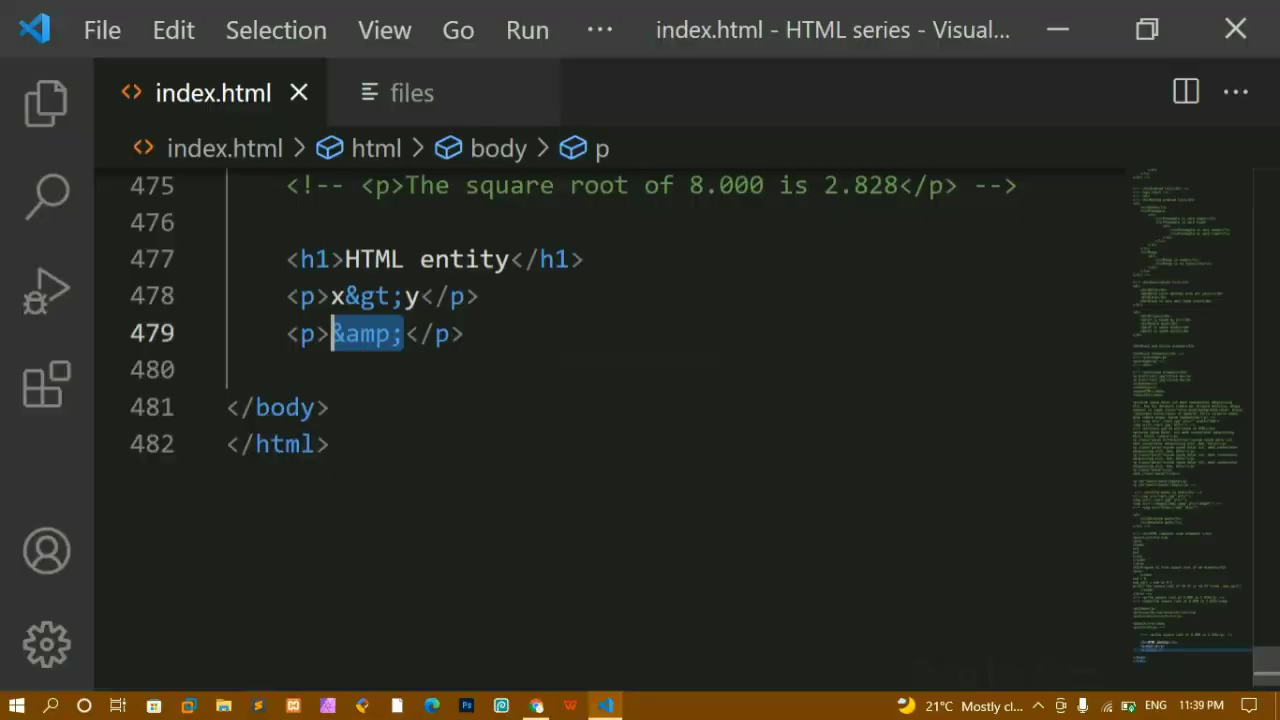 File Edit Selection View Go Run ··· index.html - HTML series - Visual...
index.html files ···
index.html > html > body > p
475 <!-- <p>The square root of 8.000 is 2.828</p> -->
476
477 <h1>HTML entity</h1>
478 <p>x&gt;y</p>
479 <p>&amp;</p>
480
481 </body>
482 </html>
21°C Mostly cl... ENG 11:39 PM